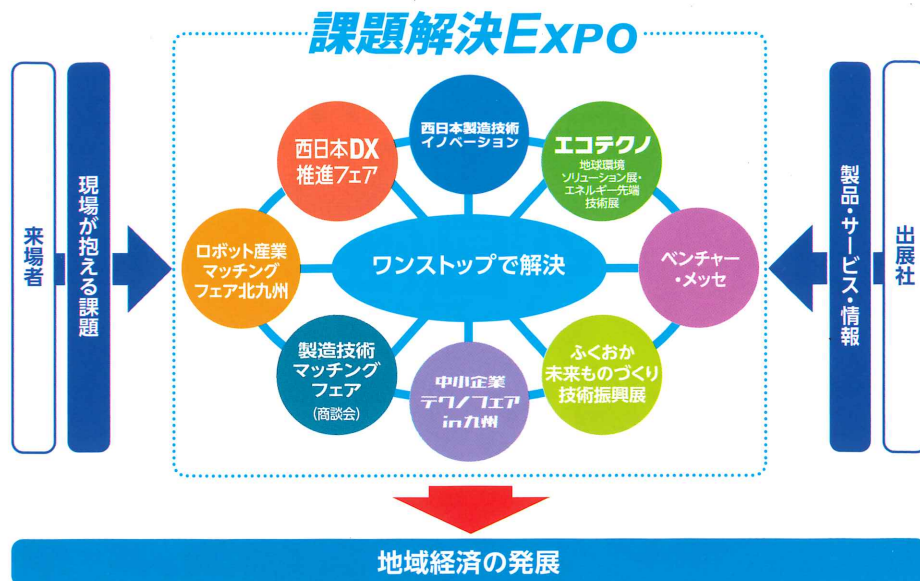 課題解決EXPO
来場者
現場が抱える課題
西日本DX
推進フェア
西日本製造技術
イノベーション
エコテクノ
地球環境
ソリューション展・
エネルギー先端
技術展
ロボット産業
マッチング
フェア北九州
ワンストップで解決
ベンチャー
・メッセ
製造技術
マッチング
フェア
(商談会)
中小企業
テクノフェア
in九州
ふくおか
未来ものづくり
技術振興展
製品・サービス・情報
出展社
地域経済の発展